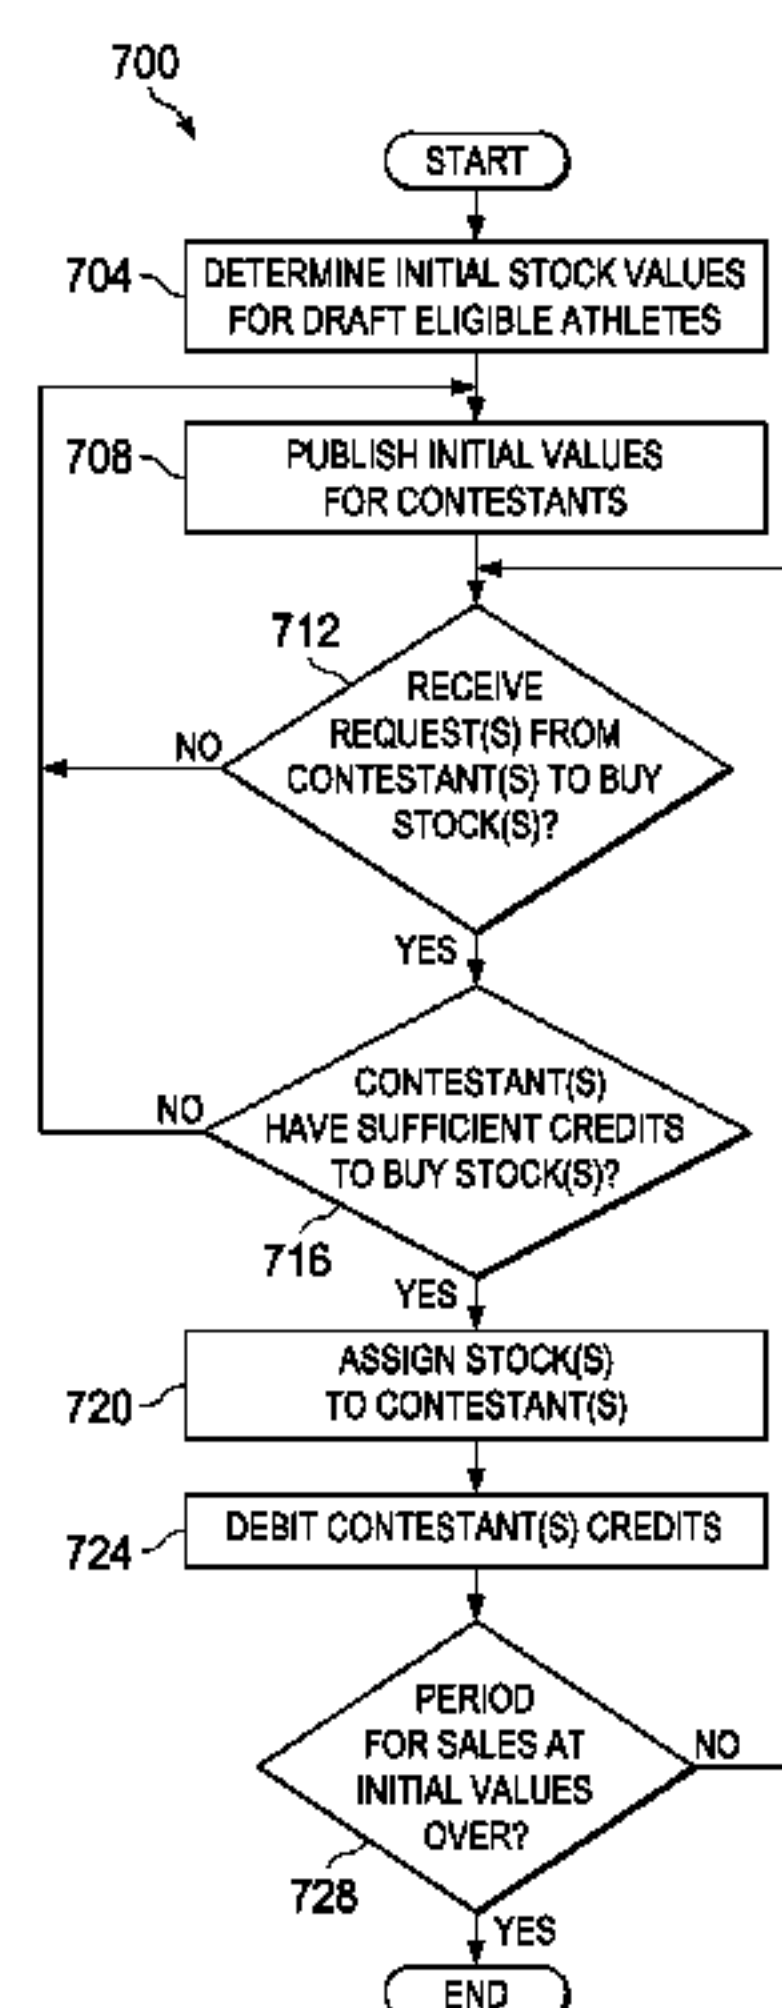 700
START
704
DETERMINE INITIAL STOCK VALUES
FOR DRAFT ELIGIBLE ATHLETES
708
PUBLISH INITIAL VALUES
FOR CONTESTANTS
712
RECEIVE
REQUEST(S) FROM
CONTESTANT(S) TO BUY
STOCK(S)?
NO
YES
CONTESTANT(S)
HAVE SUFFICIENT CREDITS
TO BUY STOCK(S)?
NO
716
YES
ASSIGN STOCK(S)
TO CONTESTANT(S)
720
DEBIT CONTESTANT(S) CREDITS
724
PERIOD
FOR SALES AT
INITIAL VALUES
OVER?
NO
728
YES
END